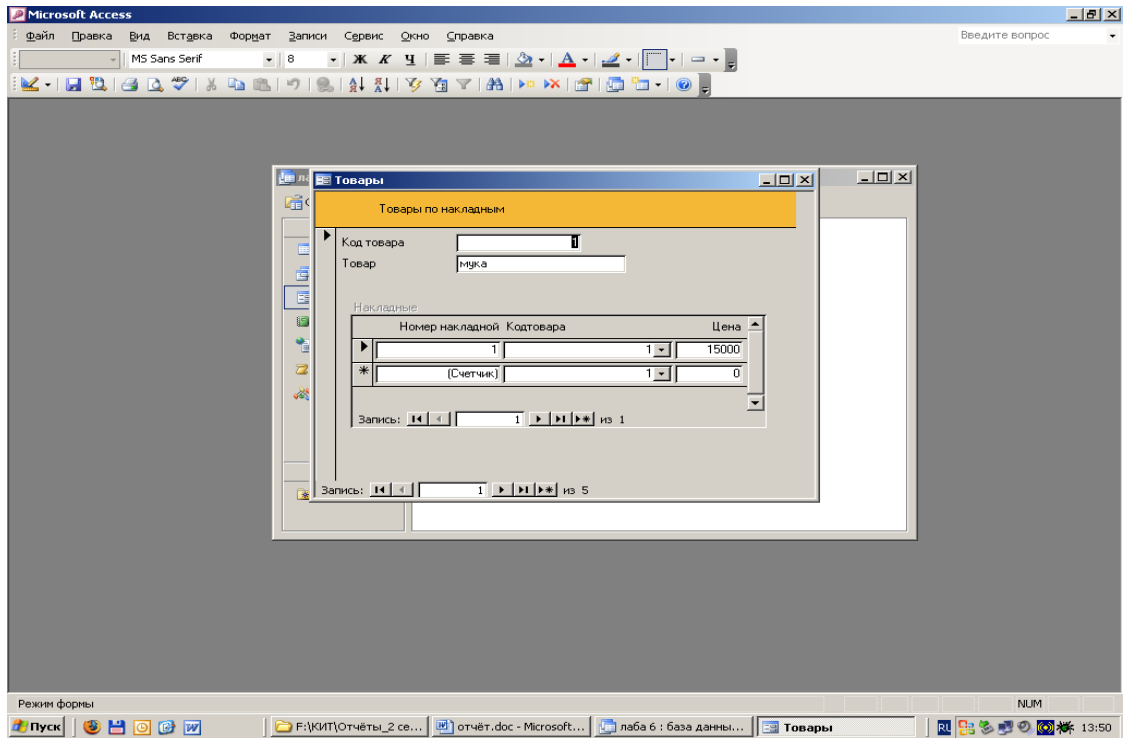 Microsoft Access
Файл Правка Вид Вставка Формат Записи Сервис Окно Справка Введите вопрос
MS Sans Serif 8 Ж К Ч
Товары
Товары по накладным
Код товара 1
Товар мука
Накладные
Номер накладной Кодтовара Цена
1 1 15000
(Счетчик) 1 0
Запись: 1 из 1
Запись: 1 из 5
Режим формы NUM
Пуск F:\КИТ\Отчёты_2 се... отчёт.doc - Microsoft... лаба 6 : база данны... Товары RU 13:50